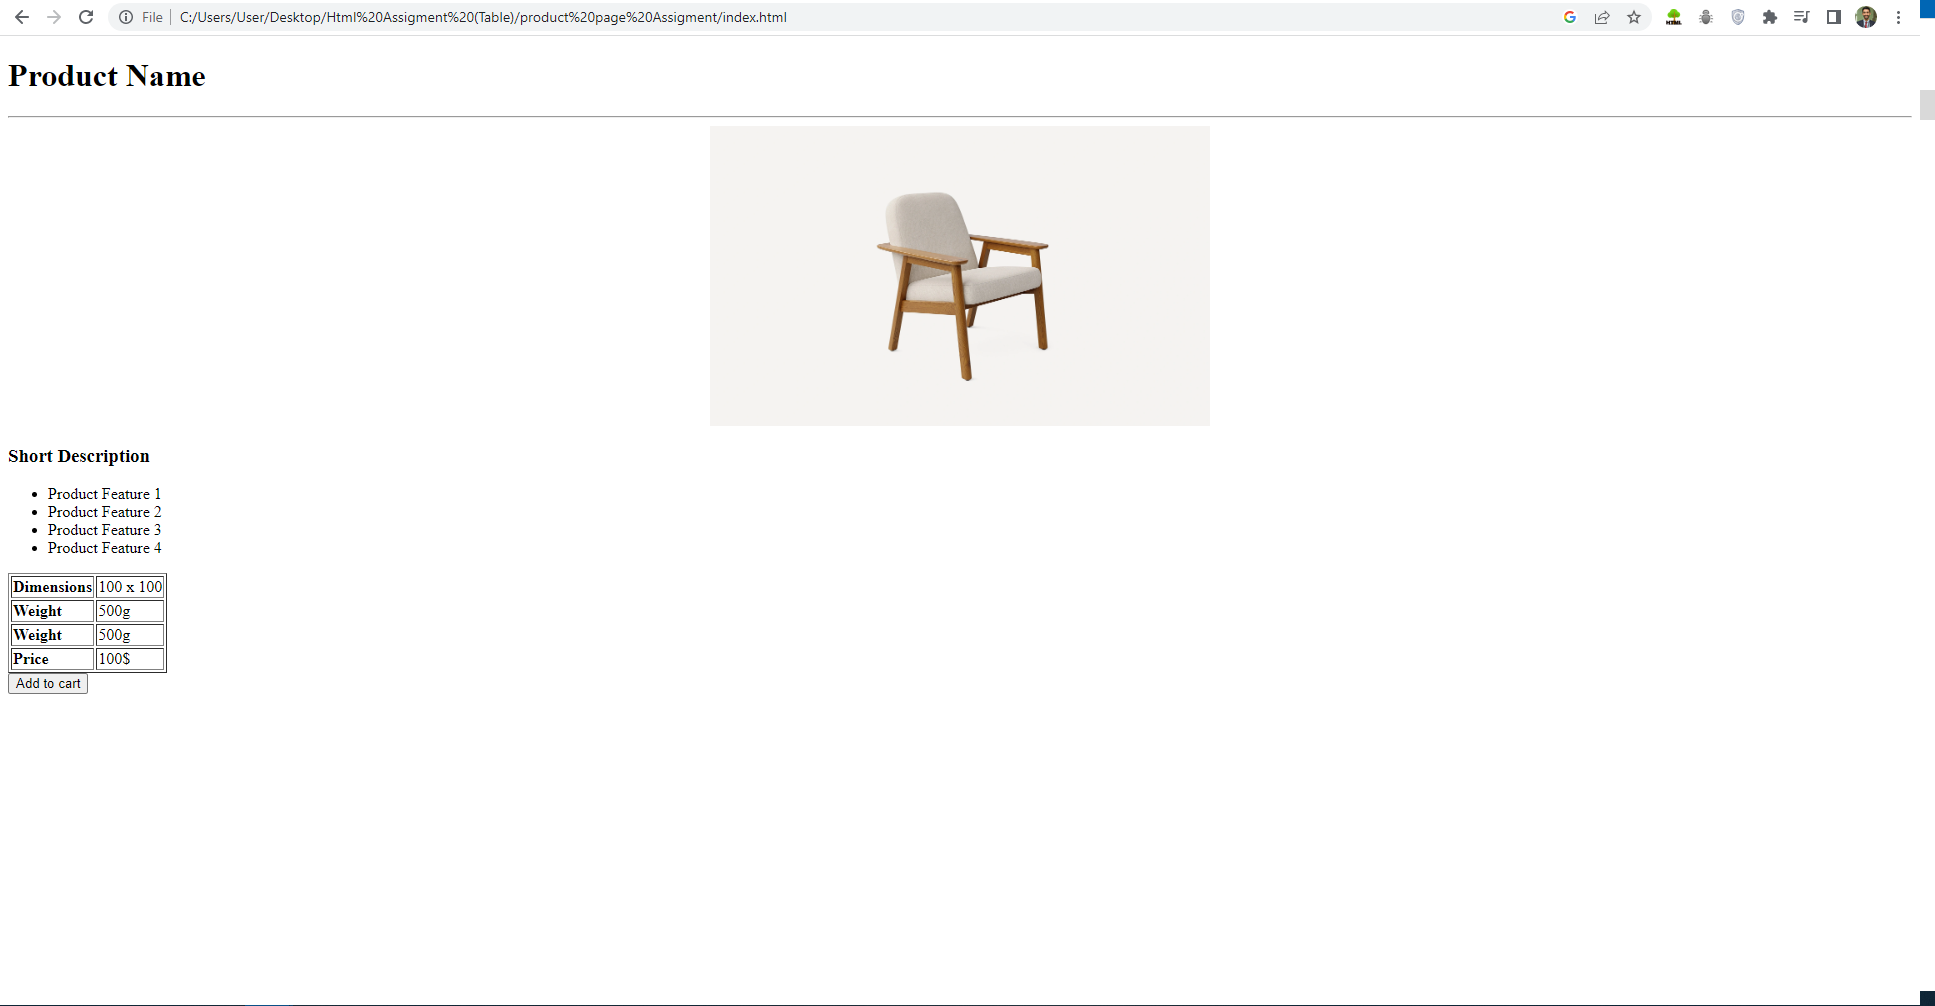 File C:/Users/User/Desktop/Html%20Assigment%20(Table)/product%20page%20Assigment/index.html
HTML
Product Name
Short Description
Product Feature 1
Product Feature 2
Product Feature 3
Product Feature 4
Dimensions 100 x 100
Weight 500g
Weight 500g
Price 100$
Add to cart